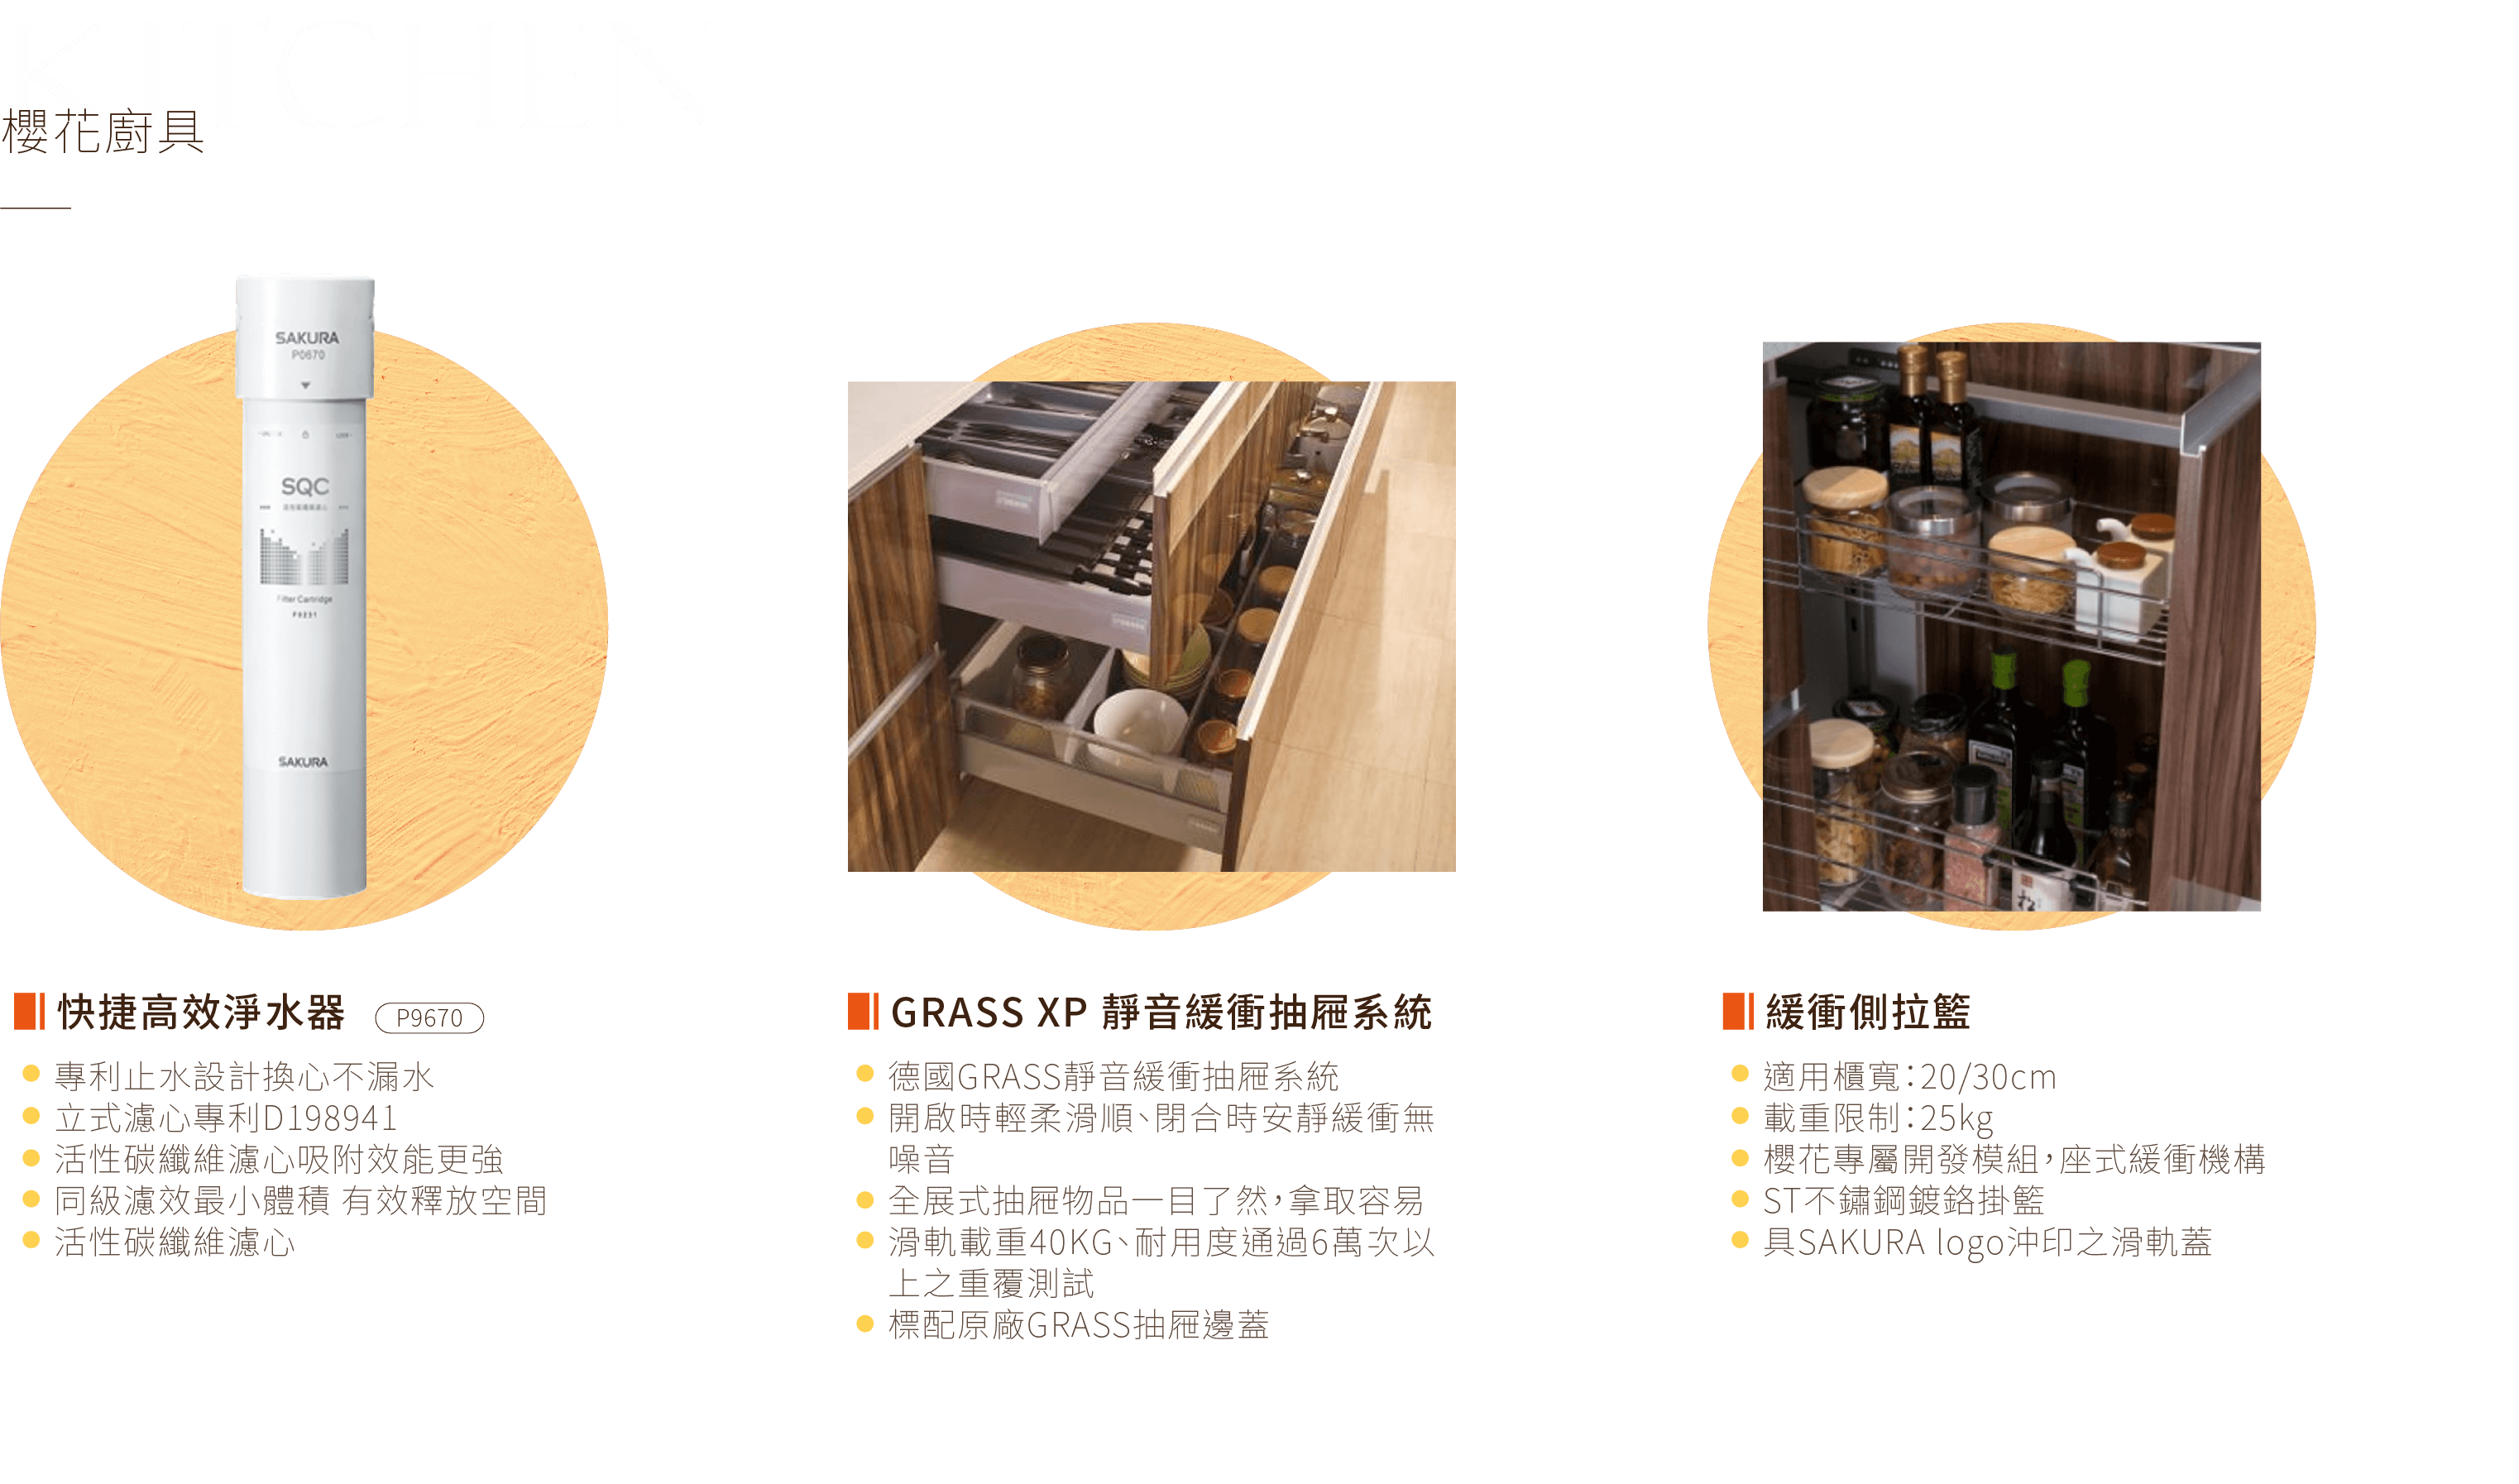 櫻花廚具
SAKURA
P0670
SQC
Filter Cartridge
P0231
SAKURA
快捷高效淨水器 P9670
專利止水設計換心不漏水
立式濾心專利D198941
活性碳纖維濾心吸附效能更強
同級濾效最小體積 有效釋放空間
活性碳纖維濾心
GRASS XP 靜音緩衝抽屜系統
德國GRASS靜音緩衝抽屜系統
開啟時輕柔滑順、閉合時安靜緩衝無
噪音
全展式抽屜物品一目了然，拿取容易
滑軌載重40KG、耐用度通過6萬次以
上之重覆測試
標配原廠GRASS抽屜邊蓋
緩衝側拉籃
適用櫃寬：20/30cm
載重限制：25kg
櫻花專屬開發模組，座式緩衝機構
ST不鏽鋼鍍鉻掛籃
具SAKURA logo沖印之滑軌蓋